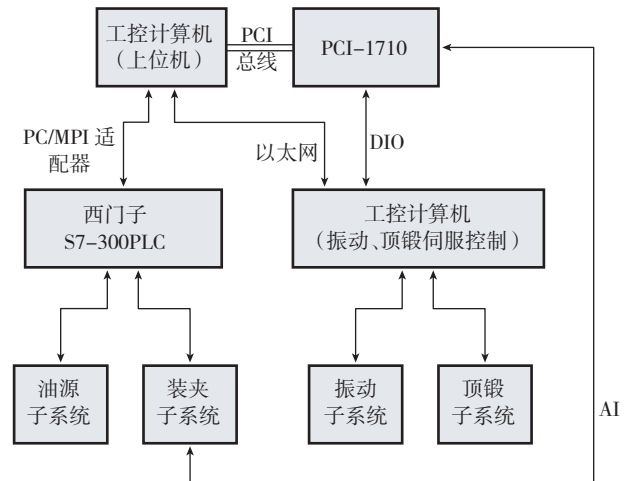 工控计算机
（上位机）
PCI
总线
PCI-1710
PC/MPI 适
配器
以太网
DIO
西门子
S7-300PLC
工控计算机
（振动、顶锻伺服控制）
油源
子系统
装夹
子系统
振动
子系统
顶锻
子系统
AI